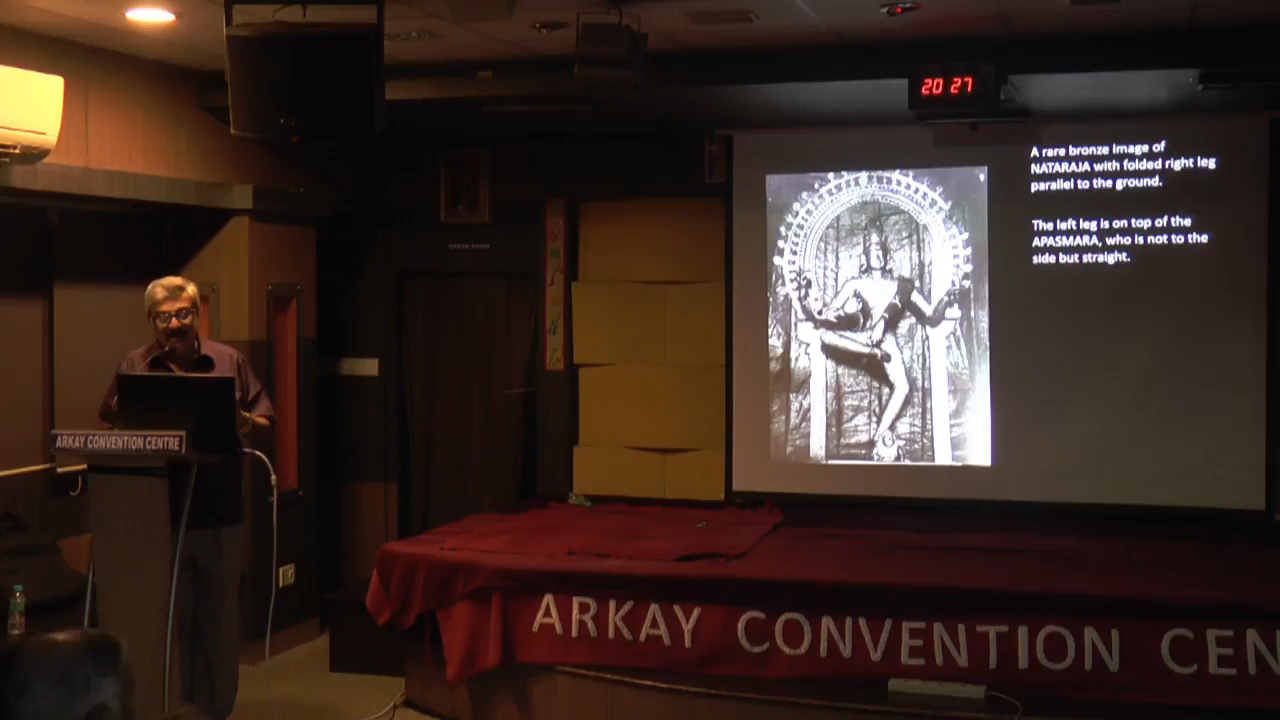 20 27
A rare bronze image of
NATARAJA with folded right leg
parallel to the ground.
The left leg is on top of the
APASMARA, who is not to the
side but straight.
GREEN ROOM
ARKAY CONVENTION CENTRE
ARKAY CONVENTION CEN